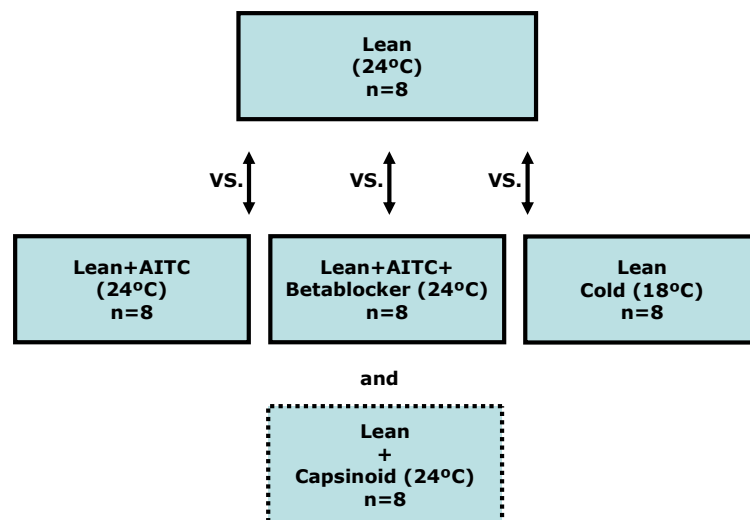 Lean
(24ºC)
n=8
VS.
VS.
VS.
Lean+AITC
(24ºC)
n=8
Lean+AITC+
Betablocker (24ºC)
n=8
Lean
Cold (18ºC)
n=8
and
Lean
+
Capsinoid (24ºC)
n=8